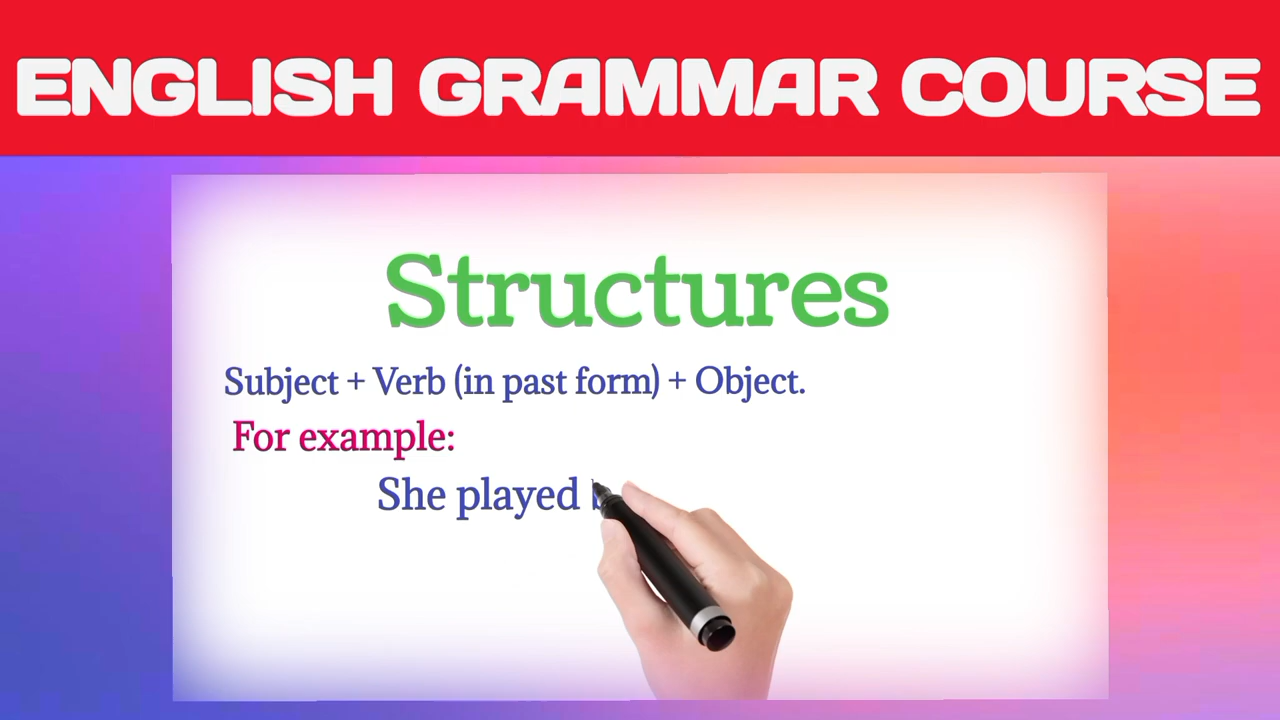 ENGLISH GRAMMAR COURSE
Structures
Subject + Verb (in past form) + Object.
For example:
She played